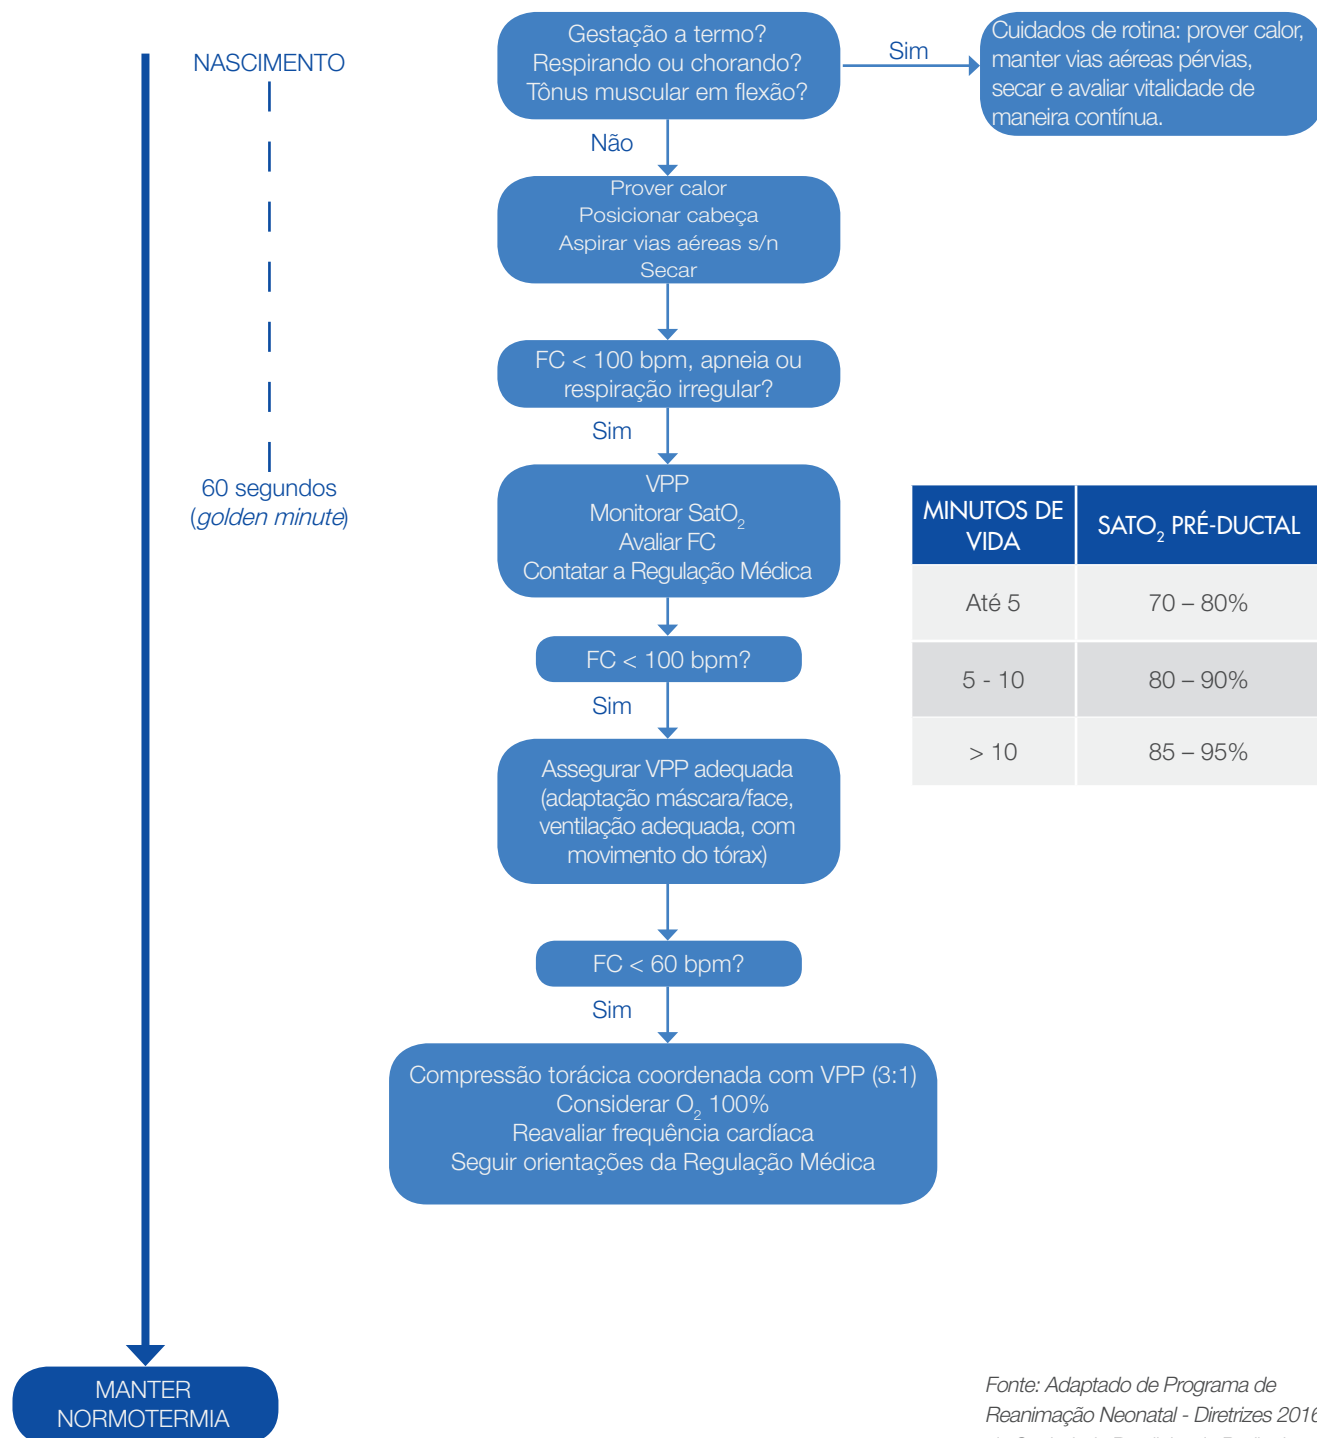 NASCIMENTO
60 segundos
(golden minute)
MANTER
NORMOTERMIA
Gestação a termo?
Respirando ou chorando?
Tônus muscular em flexão?
Sim
Cuidados de rotina: prover calor,
manter vias aéreas pérvias,
secar e avaliar vitalidade de
maneira contínua.
Não
Prover calor
Posicionar cabeça
Aspirar vias aéreas s/n
Secar
FC < 100 bpm, apneia ou
respiração irregular?
Sim
VPP
Monitorar SatO₂
Avaliar FC
Contatar a Regulação Médica
FC < 100 bpm?
Sim
Assegurar VPP adequada
(adaptação máscara/face,
ventilação adequada, com
movimento do tórax)
FC < 60 bpm?
Sim
Compressão torácica coordenada com VPP (3:1)
Considerar O₂ 100%
Reavaliar frequência cardíaca
Seguir orientações da Regulação Médica
MINUTOS DE
VIDA
SATO₂ PRÉ-DUCTAL
Até 5
70 – 80%
5 - 10
80 – 90%
> 10
85 – 95%
Fonte: Adaptado de Programa de
Reanimação Neonatal - Diretrizes 2016